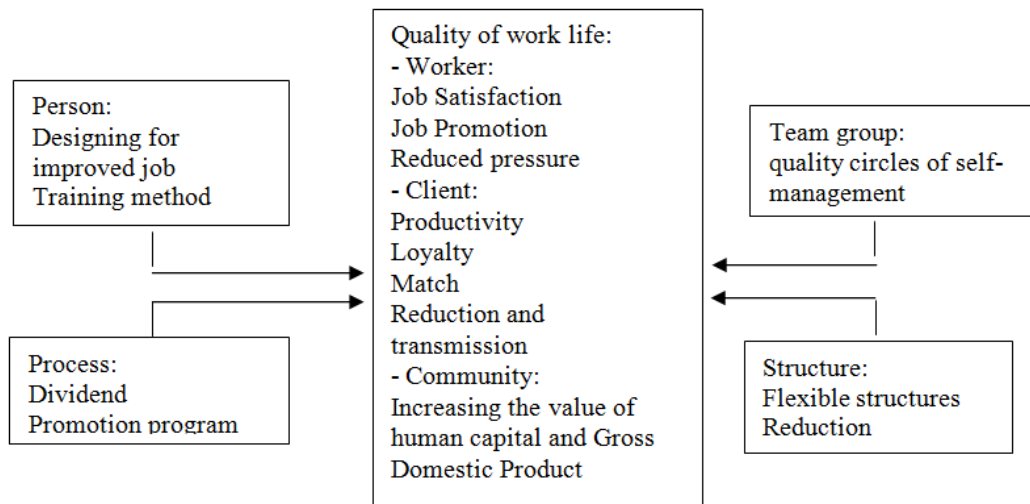 Person:
Designing for
improved job
Training method
Process:
Dividend
Promotion program
Quality of work life:
- Worker:
Job Satisfaction
Job Promotion
Reduced pressure
- Client:
Productivity
Loyalty
Match
Reduction and
transmission
- Community:
Increasing the value of
human capital and Gross
Domestic Product
Team group:
quality circles of self-
management
Structure:
Flexible structures
Reduction